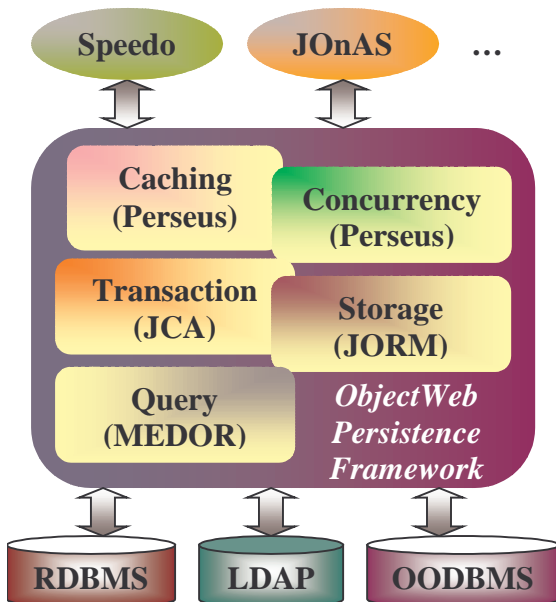 Speedo
JOnAS
...
Caching
(Perseus)
Concurrency
(Perseus)
Transaction
(JCA)
Storage
(JORM)
Query
(MEDOR)
ObjectWeb
Persistence
Framework
RDBMS
LDAP
OODBMS